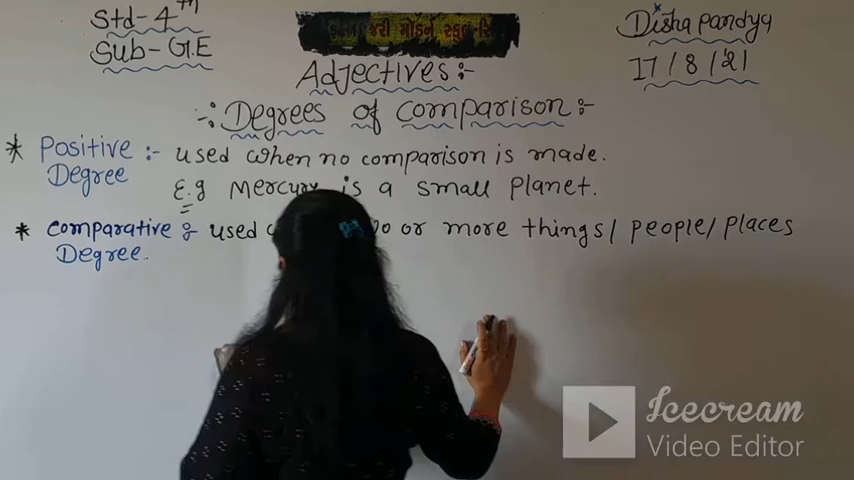 Std-4th
Sub-G.E
મોડર્ન સ્કૂલ
Disha pandya
17/8/21
Adjectives:-
-: Degrees of comparison :-
* Positive Degree :- used when no comparison is made.
E.g Mercury is a small planet.
* comparative Degree. : used or more things/people/places
Icecream
Video Editor